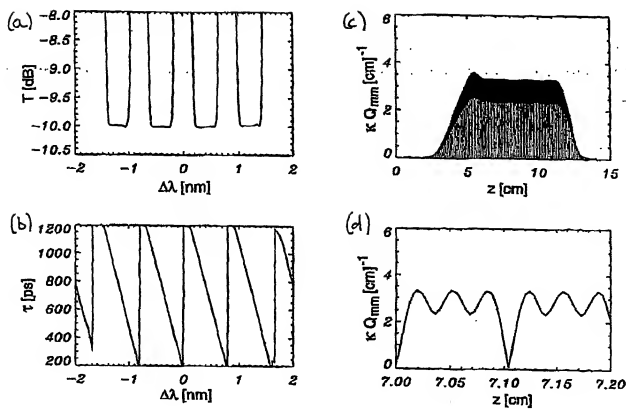 (a)
T [dB]
-8.0
-8.5
-9.0
-9.5
-10.0
-10.5
-2 -1 0 1 2
Δλ [nm]
(c)
κ Q_mm [cm]⁻¹
6
4
2
0
0 5 10 15
z [cm]
(b)
τ [ps]
1200
1000
800
600
400
200
-2 -1 0 1 2
Δλ [nm]
(d)
κ Q_mm [cm]⁻¹
6
4
2
0
7.00 7.05 7.10 7.15 7.20
z [cm]